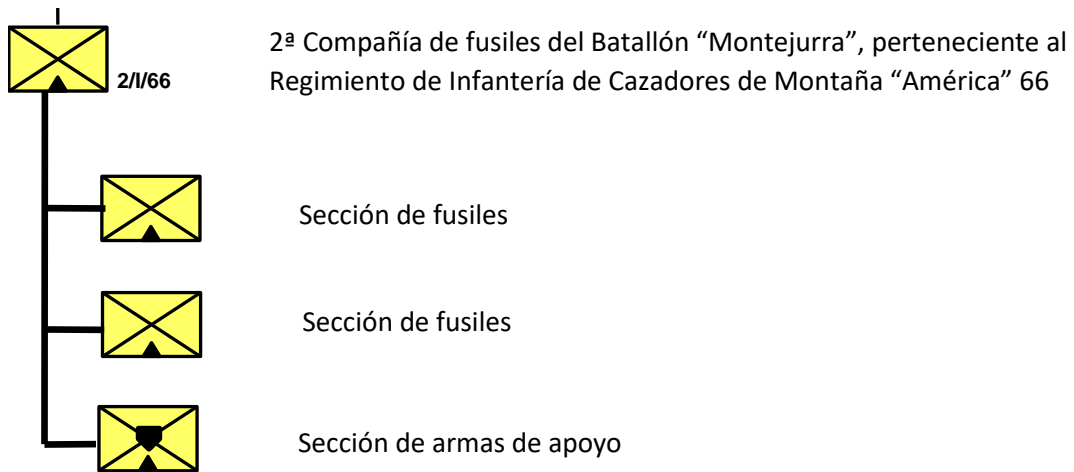 2ª Compañía de fusiles del Batallón “Montejurra”, perteneciente al
2/I/66
Regimiento de Infantería de Cazadores de Montaña “América” 66
Sección de fusiles
Sección de fusiles
Sección de armas de apoyo